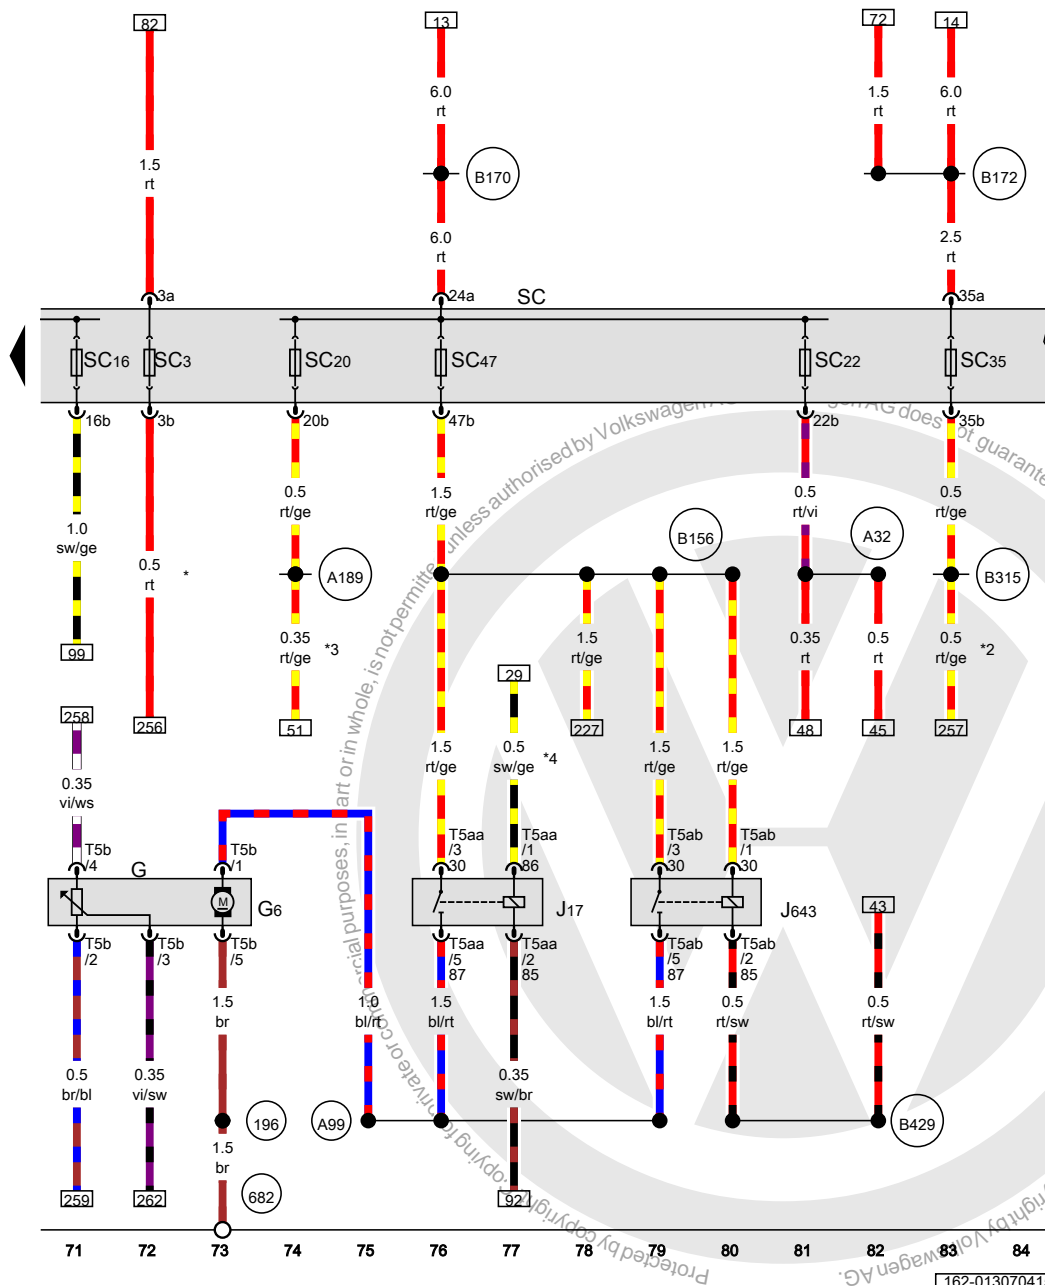 82
13
72
14
6.0
rt
1.5
rt
6.0
rt
B170
B172
1.5
rt
6.0
rt
2.5
rt
3a
24a
SC
35a
SC16
SC3
SC20
SC47
SC22
SC35
16b
3b
20b
47b
22b
35b
1.0
sw/ge
0.5
rt
*
0.5
rt/ge
1.5
rt/ge
0.5
rt/vi
0.5
rt/ge
A189
B156
A32
B315
0.35
rt/ge
*3
1.5
rt/ge
0.35
rt
0.5
rt
0.5
rt/ge
*2
99
29
258
256
51
227
48
45
257
0.35
vi/ws
1.5
rt/ge
0.5
sw/ge
*4
1.5
rt/ge
1.5
rt/ge
T5b
/4
G
T5b
/1
T5aa
/3
30
T5aa
/1
86
T5ab
/3
30
T5ab
/1
30
M
G6
J17
J643
43
T5b
/2
T5b
/3
T5b
/5
T5aa
/5
87
T5aa
/2
85
T5ab
/5
87
T5ab
/2
85
1.5
br
1.0
bl/rt
1.5
bl/rt
1.5
bl/rt
0.5
rt/sw
0.5
rt/sw
0.5
br/bl
0.35
vi/sw
0.35
sw/br
196
A99
B429
1.5
br
259
262
682
92
71 72 73 74 75 76 77 78 79 80 81 82 83 84
162-01307041